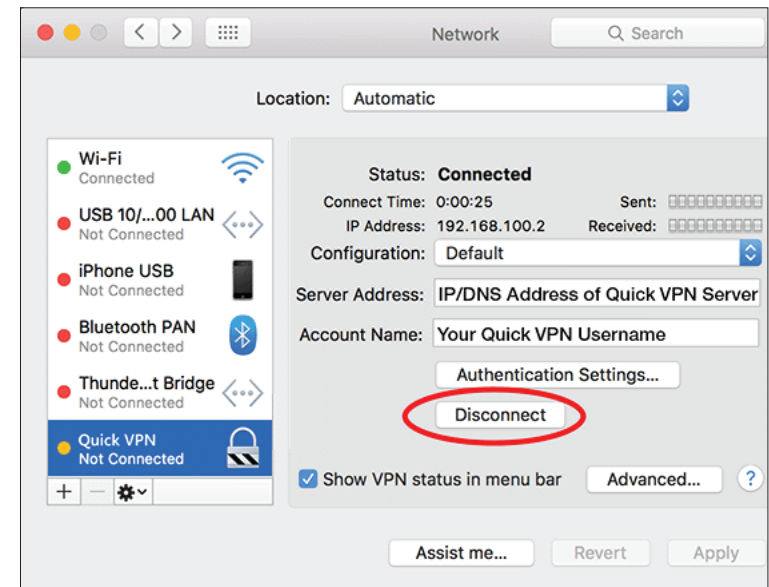 Network
Search
Location: Automatic
Wi-Fi
Connected
USB 10/...00 LAN
Not Connected
iPhone USB
Not Connected
Bluetooth PAN
Not Connected
Thunde...t Bridge
Not Connected
Quick VPN
Not Connected
Status: Connected
Connect Time: 0:00:25 Sent:
IP Address: 192.168.100.2 Received:
Configuration: Default
Server Address: IP/DNS Address of Quick VPN Server
Account Name: Your Quick VPN Username
Authentication Settings...
Disconnect
Show VPN status in menu bar Advanced... ?
Assist me... Revert Apply